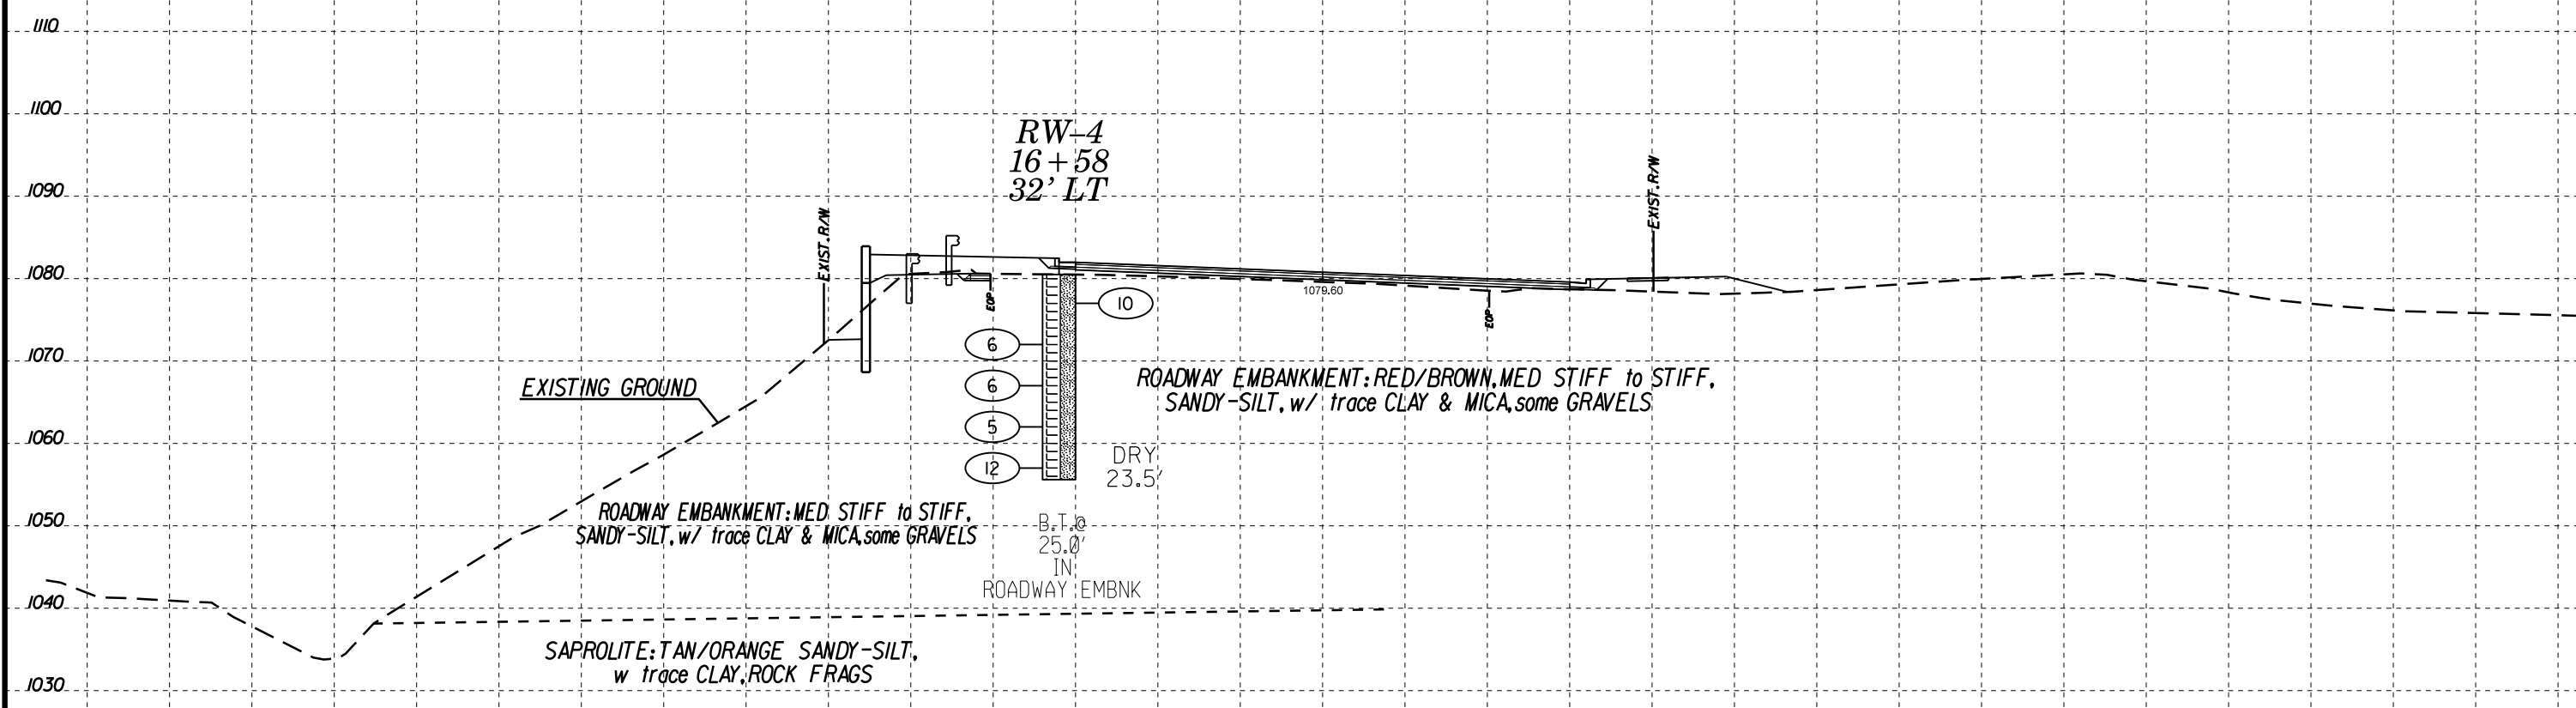 1110
1100
RW-4
16+58
32' LT
1090
EXIST.R/W
EXIST.R/W
1080
EOP
10
1079.60
EOP
6
1070
6
EXISTING GROUND
ROADWAY EMBANKMENT:RED/BROWN,MED STIFF to STIFF,
SANDY-SILT, w/ trace CLAY & MICA,some GRAVELS
5
1060
12
DRY
23.5'
ROADWAY EMBANKMENT:MED STIFF to STIFF,
SANDY-SILT, w/ trace CLAY & MICA,some GRAVELS
1050
B.T.@
25.0'
IN
ROADWAY EMBNK
1040
SAPROLITE:TAN/ORANGE SANDY-SILT,
w trace CLAY,ROCK FRAGS
1030